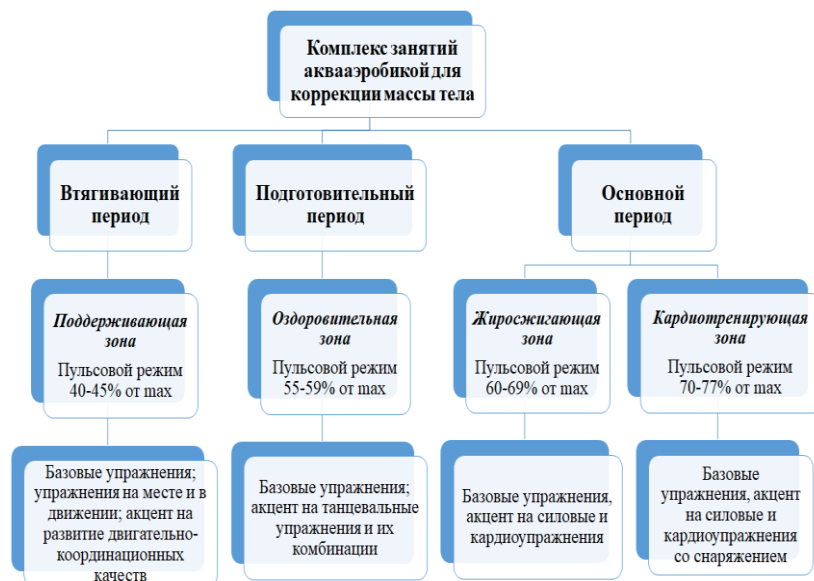 Комплекс занятий
аквааэробикой для
коррекции массы тела
Втягивающий
период
Подготовительный
период
Основной
период
Поддерживающая
зона
Пульсовой режим
40-45% от max
Оздоровительная
зона
Пульсовой режим
55-59% от max
Жиросжигающая
зона
Пульсовой режим
60-69% от max
Кардиотренирующая
зона
Пульсовой режим
70-77% от max
Базовые упражнения;
упражнения на месте и в
движении; акцент на
развитие двигательно-
координационных
качеств
Базовые упражнения;
акцент на танцевальные
упражнения и их
комбинации
Базовые упражнения,
акцент на силовые и
кардиоупражнения
Базовые
упражнения, акцент
на силовые и
кардиоупражнения
со снаряжением